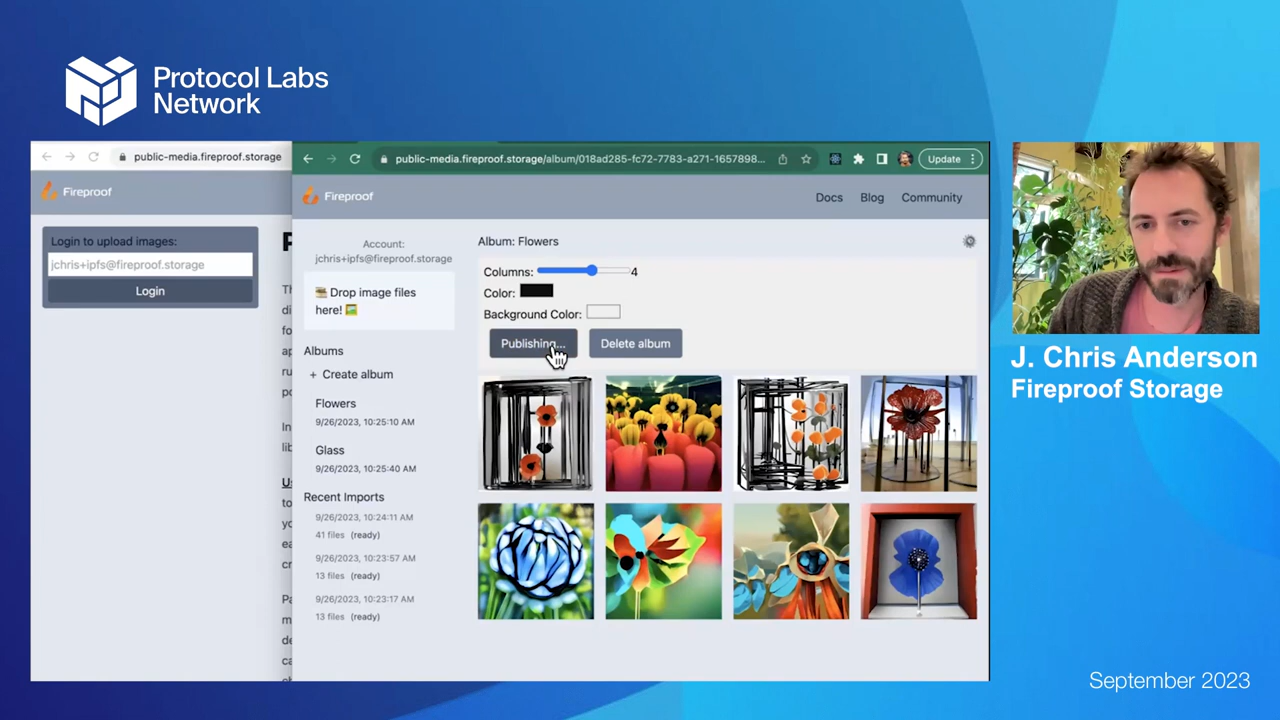 Protocol Labs
Network
public-media.fireproof.storage
Fireproof
Login to upload images:
jchris+ipfs@fireproof.storage
Login
public-media.fireproof.storage/album/018ad285-fc72-7783-a271-1657898...
Update
Fireproof
Docs
Blog
Community
Account:
jchris+ipfs@fireproof.storage
Drop image files
here!
Albums
+ Create album
Flowers
9/26/2023, 10:25:10 AM
Glass
9/26/2023, 10:25:40 AM
Recent Imports
9/26/2023, 10:24:11 AM
41 files (ready)
9/26/2023, 10:23:57 AM
13 files (ready)
9/26/2023, 10:23:17 AM
13 files (ready)
Album: Flowers
Columns: 4
Color:
Background Color:
Publishing...
Delete album
J. Chris Anderson
Fireproof Storage
September 2023